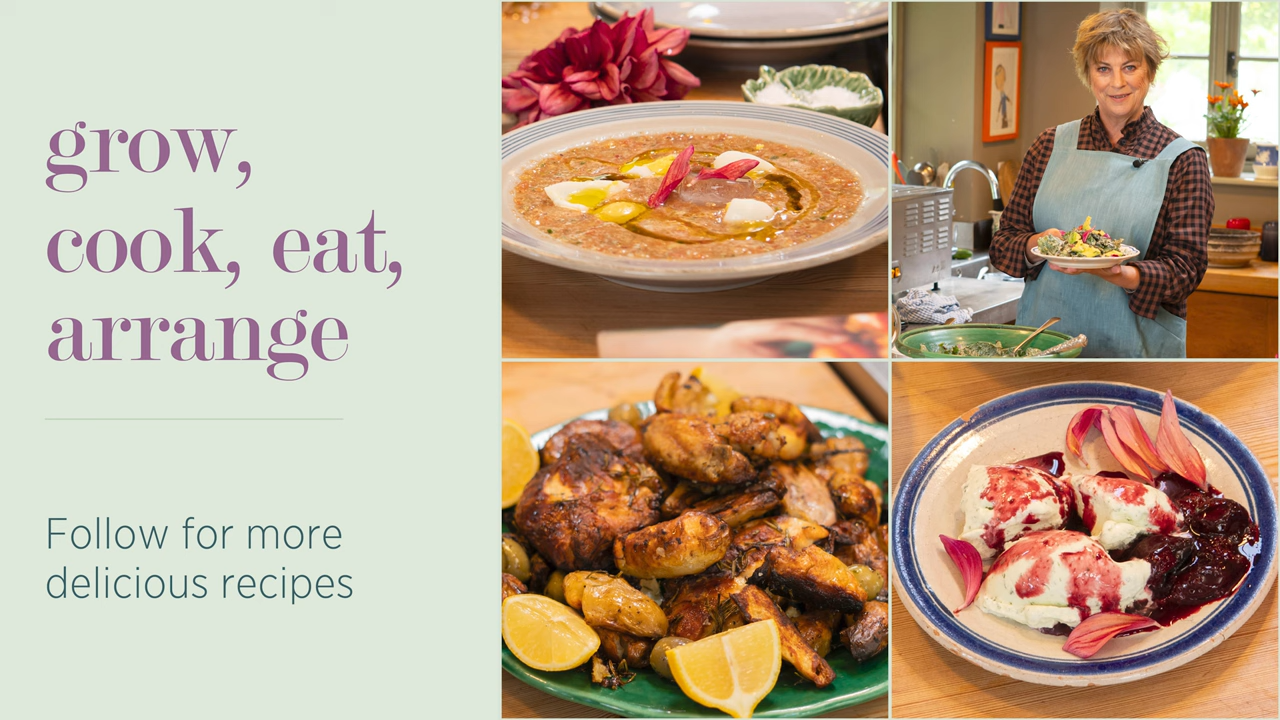 grow,
cook, eat,
arrange
Follow for more
delicious recipes